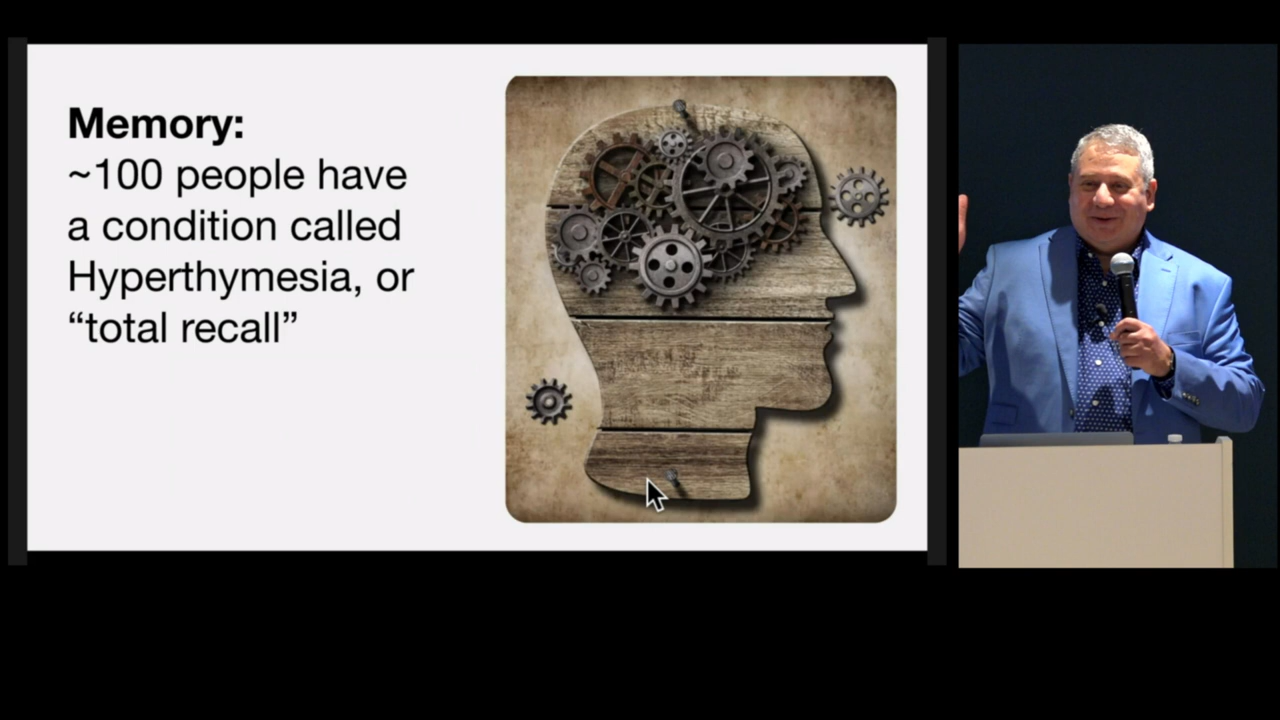 Memory:
~100 people have
a condition called
Hyperthymesia, or
“total recall”